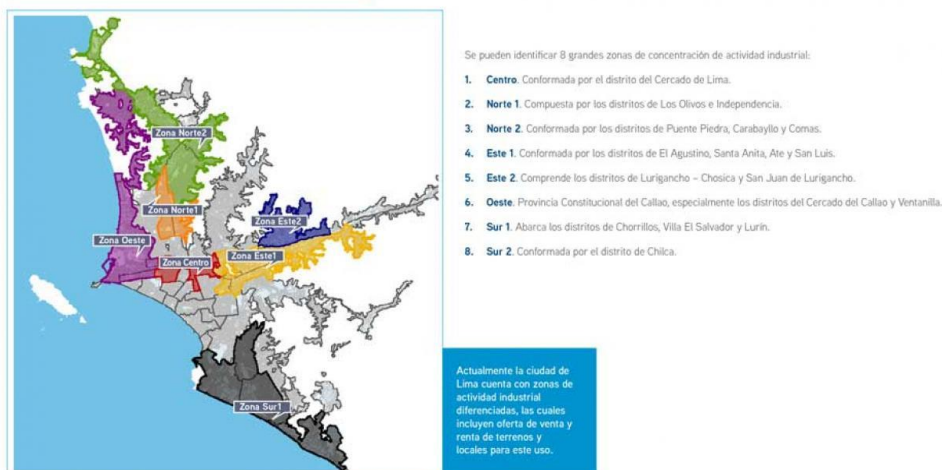 Zona Norte2
Zona Norte1
Zona Este2
Zona Oeste
Zona Centro
Zona Este1
Zona Sur1
Se pueden identificar 8 grandes zonas de concentración de actividad industrial:
1. Centro. Conformada por el distrito del Cercado de Lima.
2. Norte 1. Compuesta por los distritos de Los Olivos e Independencia.
3. Norte 2. Conformada por los distritos de Puente Piedra, Carabayllo y Comas.
4. Este 1. Conformada por los distritos de El Agustino, Santa Anita, Ate y San Luis.
5. Este 2. Comprende los distritos de Lurigancho – Chosica y San Juan de Lurigancho.
6. Oeste. Provincia Constitucional del Callao, especialmente los distritos del Cercado del Callao y Ventanilla.
7. Sur 1. Abarca los distritos de Chorrillos, Villa El Salvador y Lurín.
8. Sur 2. Conformada por el distrito de Chilca.
Actualmente la ciudad de
Lima cuenta con zonas de
actividad industrial
diferenciadas, las cuales
incluyen oferta de venta y
renta de terrenos y
locales para este uso.